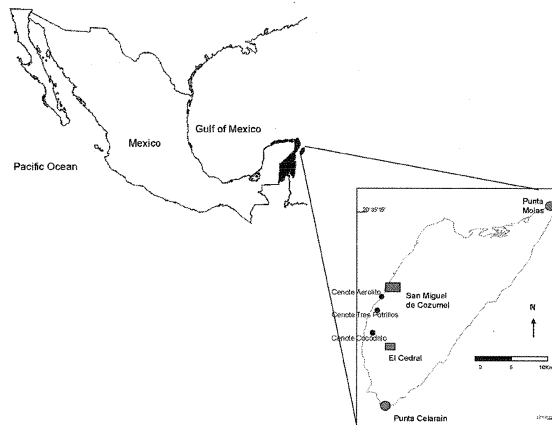 Gulf of Mexico
Mexico
Pacific Ocean
Punta
Molas
Cenote Aerolito
San Miguel
de Cozumel
Cenote Tres Potrillos
Cenote Cocodrilo
N
El Cedral
0 5 10Km
Punta Celarain